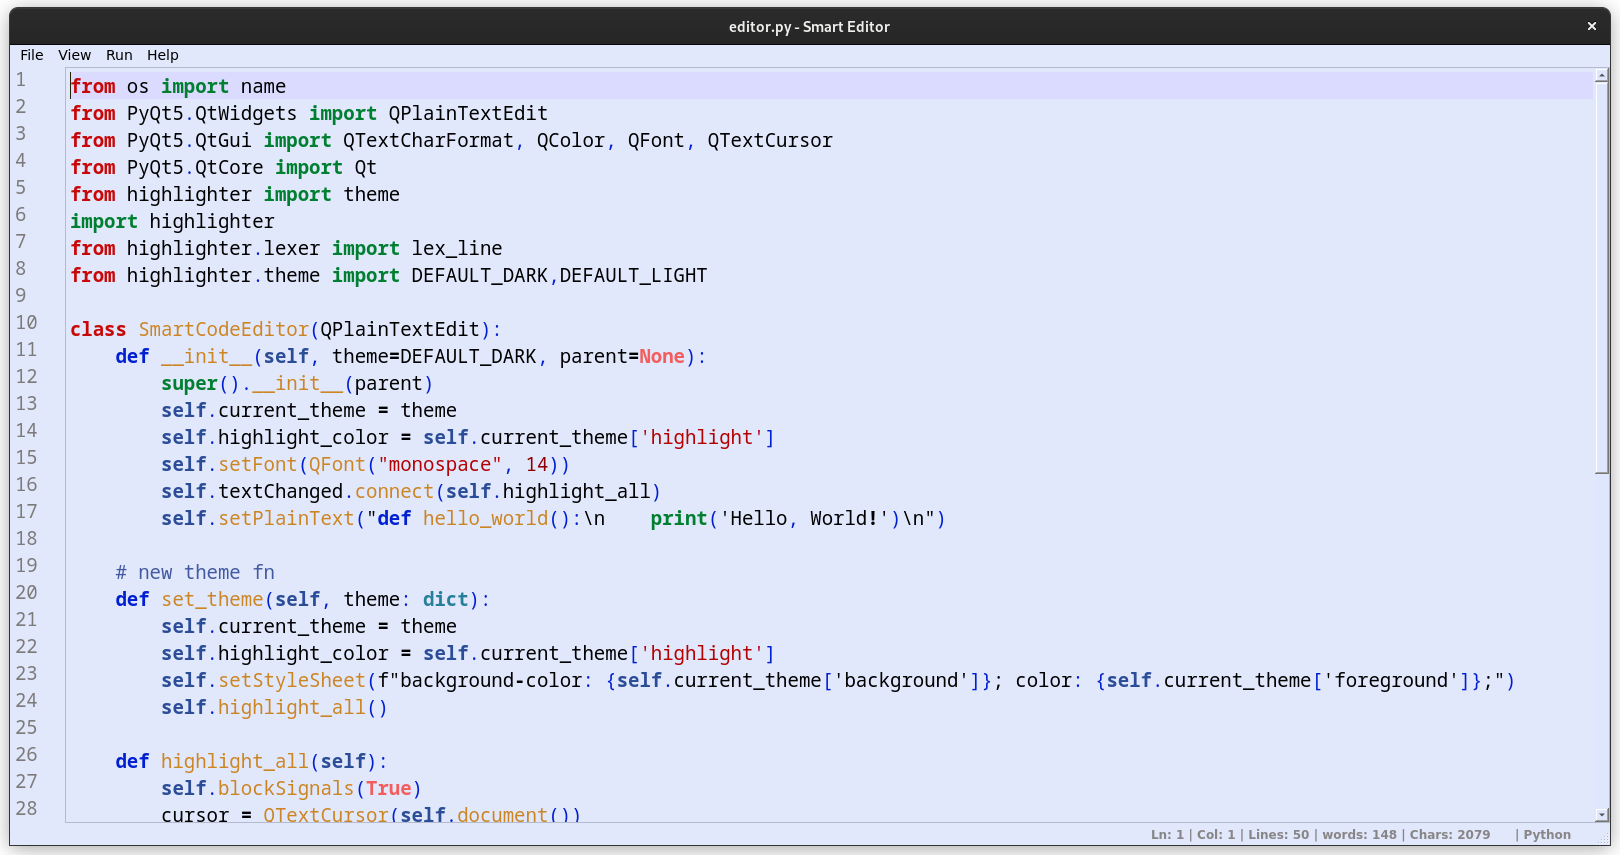 editor.py - Smart Editor
File View Run Help
1 from os import name
2 from PyQt5.QtWidgets import QPlainTextEdit
3 from PyQt5.QtGui import QTextCharFormat, QColor, QFont, QTextCursor
4 from PyQt5.QtCore import Qt
5 from highlighter import theme
6 import highlighter
7 from highlighter.lexer import lex_line
8 from highlighter.theme import DEFAULT_DARK,DEFAULT_LIGHT
9
10 class SmartCodeEditor(QPlainTextEdit):
11     def __init__(self, theme=DEFAULT_DARK, parent=None):
12         super().__init__(parent)
13         self.current_theme = theme
14         self.highlight_color = self.current_theme['highlight']
15         self.setFont(QFont("monospace", 14))
16         self.textChanged.connect(self.highlight_all)
17         self.setPlainText("def hello_world():\n    print('Hello, World!')\n")
18
19     # new theme fn
20     def set_theme(self, theme: dict):
21         self.current_theme = theme
22         self.highlight_color = self.current_theme['highlight']
23         self.setStyleSheet(f"background-color: {self.current_theme['background']}; color: {self.current_theme['foreground']};")
24         self.highlight_all()
25
26     def highlight_all(self):
27         self.blockSignals(True)
28         cursor = QTextCursor(self.document())
Ln: 1 | Col: 1 | Lines: 50 | words: 148 | Chars: 2079 | Python